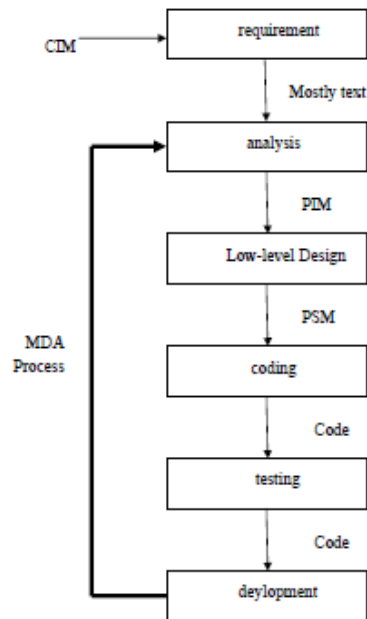 requirement
CIM
Mostly text
analysis
PIM
Low-level Design
PSM
MDA
Process
coding
Code
testing
Code
deylopment